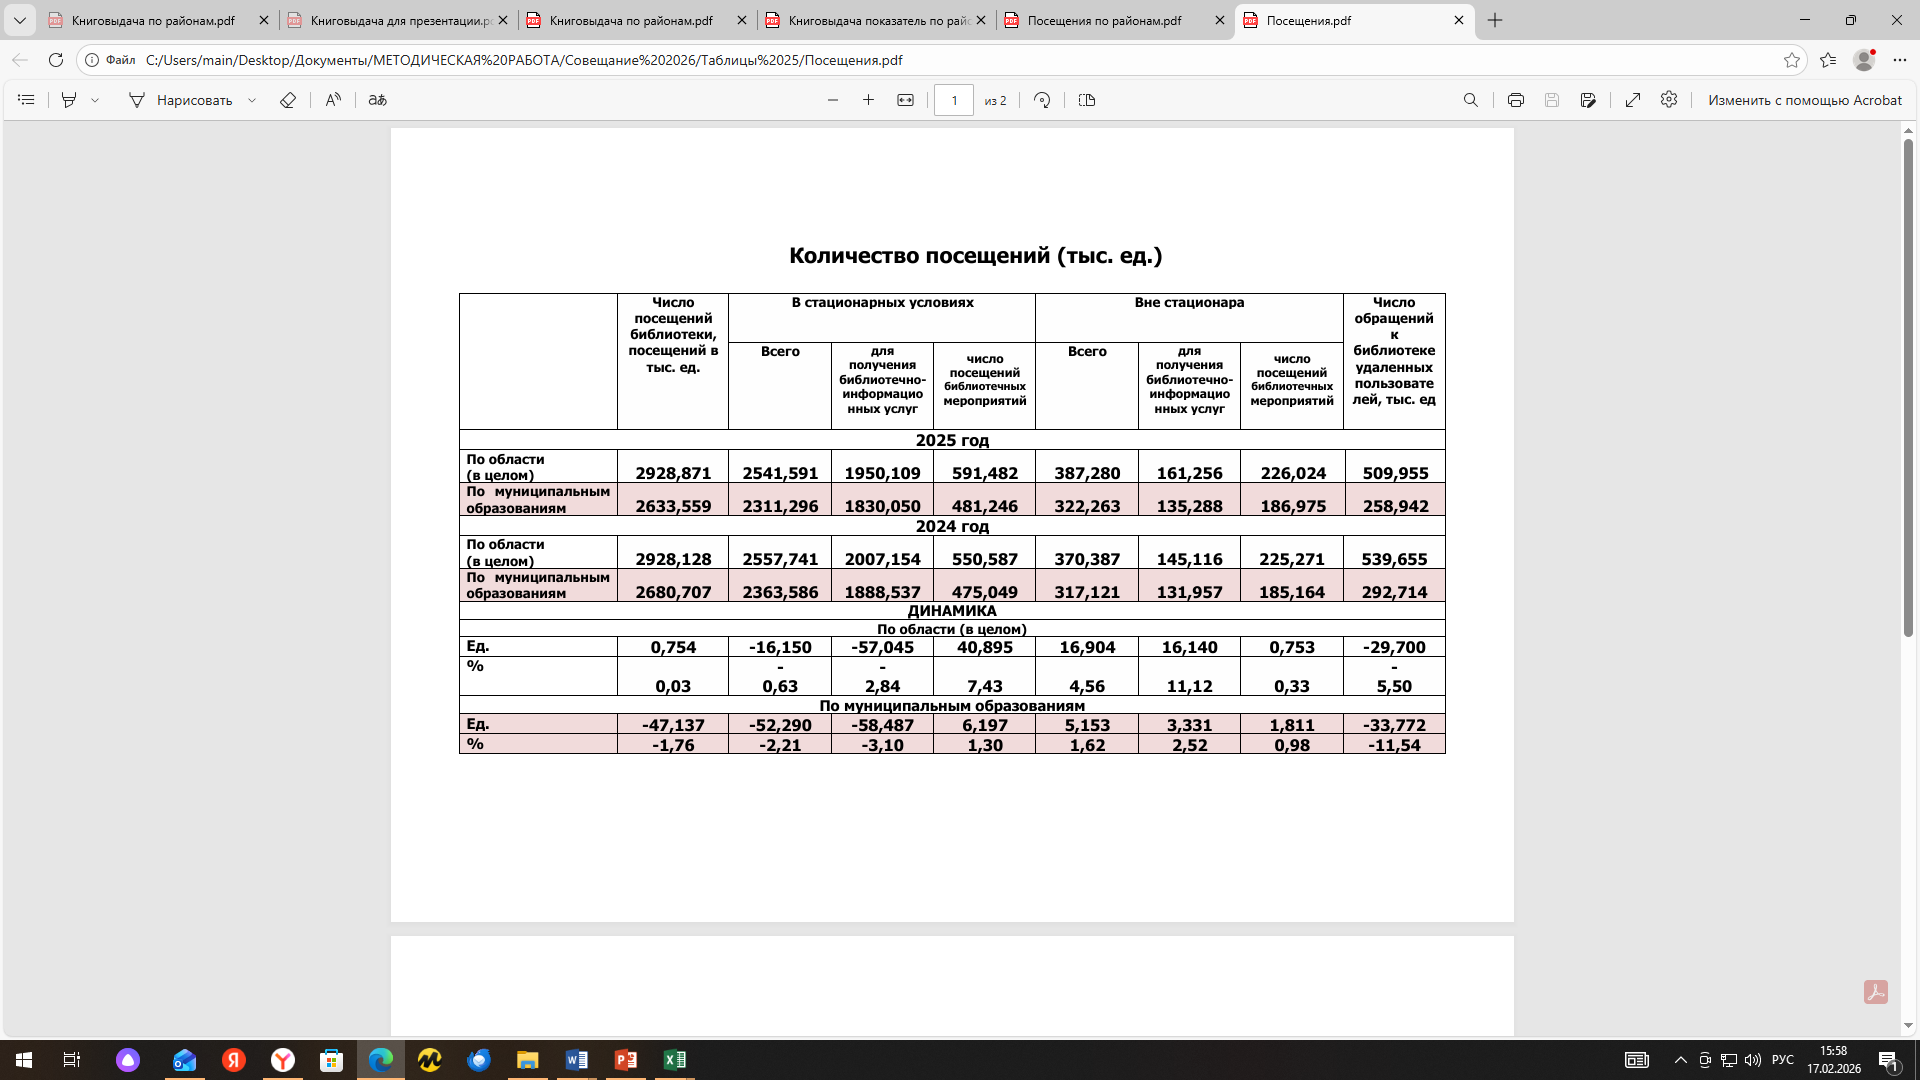 Книговыдача по районам.pdf
Книговыдача для презентации.pc
Книговыдача по районам.pdf
Книговыдача показатель по райс
Посещения по районам.pdf
Посещения.pdf
Файл C:/Users/main/Desktop/Документы/МЕТОДИЧЕСКАЯ%20РАБОТА/Совещание%202026/Таблицы%2025/Посещения.pdf
Нарисовать
aあ
1 из 2
Изменить с помощью Acrobat
Количество посещений (тыс. ед.)
Число
посещений
библиотеки,
посещений в
тыс. ед.
В стационарных условиях
Вне стационара
Число
обращений
к
библиотеке
удаленных
пользовате
лей, тыс. ед
Всего
для
получения
библиотечно-
информацио
нных услуг
число
посещений
библиотечных
мероприятий
Всего
для
получения
библиотечно-
информацио
нных услуг
число
посещений
библиотечных
мероприятий
2025 год
По области
(в целом)
2928,871 2541,591 1950,109 591,482 387,280 161,256 226,024 509,955
По муниципальным
образованиям
2633,559 2311,296 1830,050 481,246 322,263 135,288 186,975 258,942
2024 год
По области
(в целом)
2928,128 2557,741 2007,154 550,587 370,387 145,116 225,271 539,655
По муниципальным
образованиям
2680,707 2363,586 1888,537 475,049 317,121 131,957 185,164 292,714
ДИНАМИКА
По области (в целом)
Ед. 0,754 -16,150 -57,045 40,895 16,904 16,140 0,753 -29,700
% - - -
0,03 0,63 2,84 7,43 4,56 11,12 0,33 5,50
По муниципальным образованиям
Ед. -47,137 -52,290 -58,487 6,197 5,153 3,331 1,811 -33,772
% -1,76 -2,21 -3,10 1,30 1,62 2,52 0,98 -11,54
РУС
15:58
17.02.2026
1